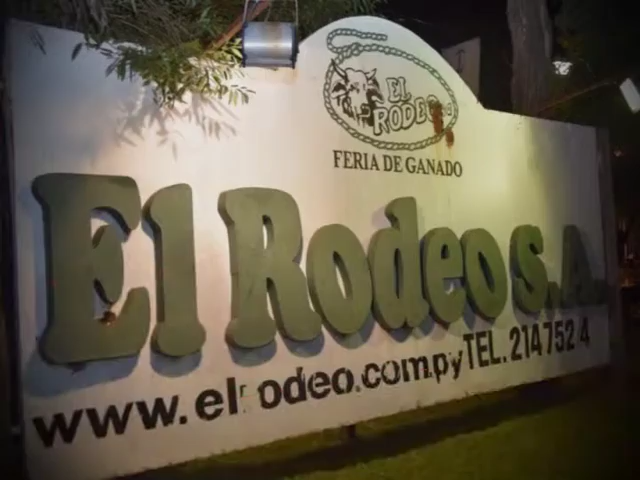 EL
RODEO
FERIA DE GANADO
El Rodeo S.A.
www.elrodeo.com.py TEL. 214 752 4